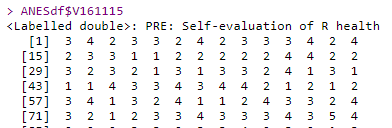 > ANESdf$V161115
<Labelled double>: PRE: Self-evaluation of R health
[1] 3 4 2 3 3 2 4 2 3 3 3 4 2 4
[15] 2 3 3 1 1 2 2 2 2 2 4 4 2 2
[29] 3 2 3 1 3 3 1 3 3 2 4 1 3 1
[43] 1 1 4 3 3 4 3 4 4 2 1 2 1 2
[57] 3 4 1 3 2 4 1 1 2 4 3 3 2 4
[71] 3 2 1 2 3 3 4 3 3 3 4 3 5 4